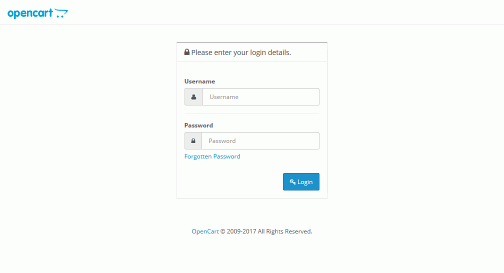 opencart
Please enter your login details.
Username
Username
Password
Password
Forgotten Password
Login
OpenCart © 2009-2017 All Rights Reserved.